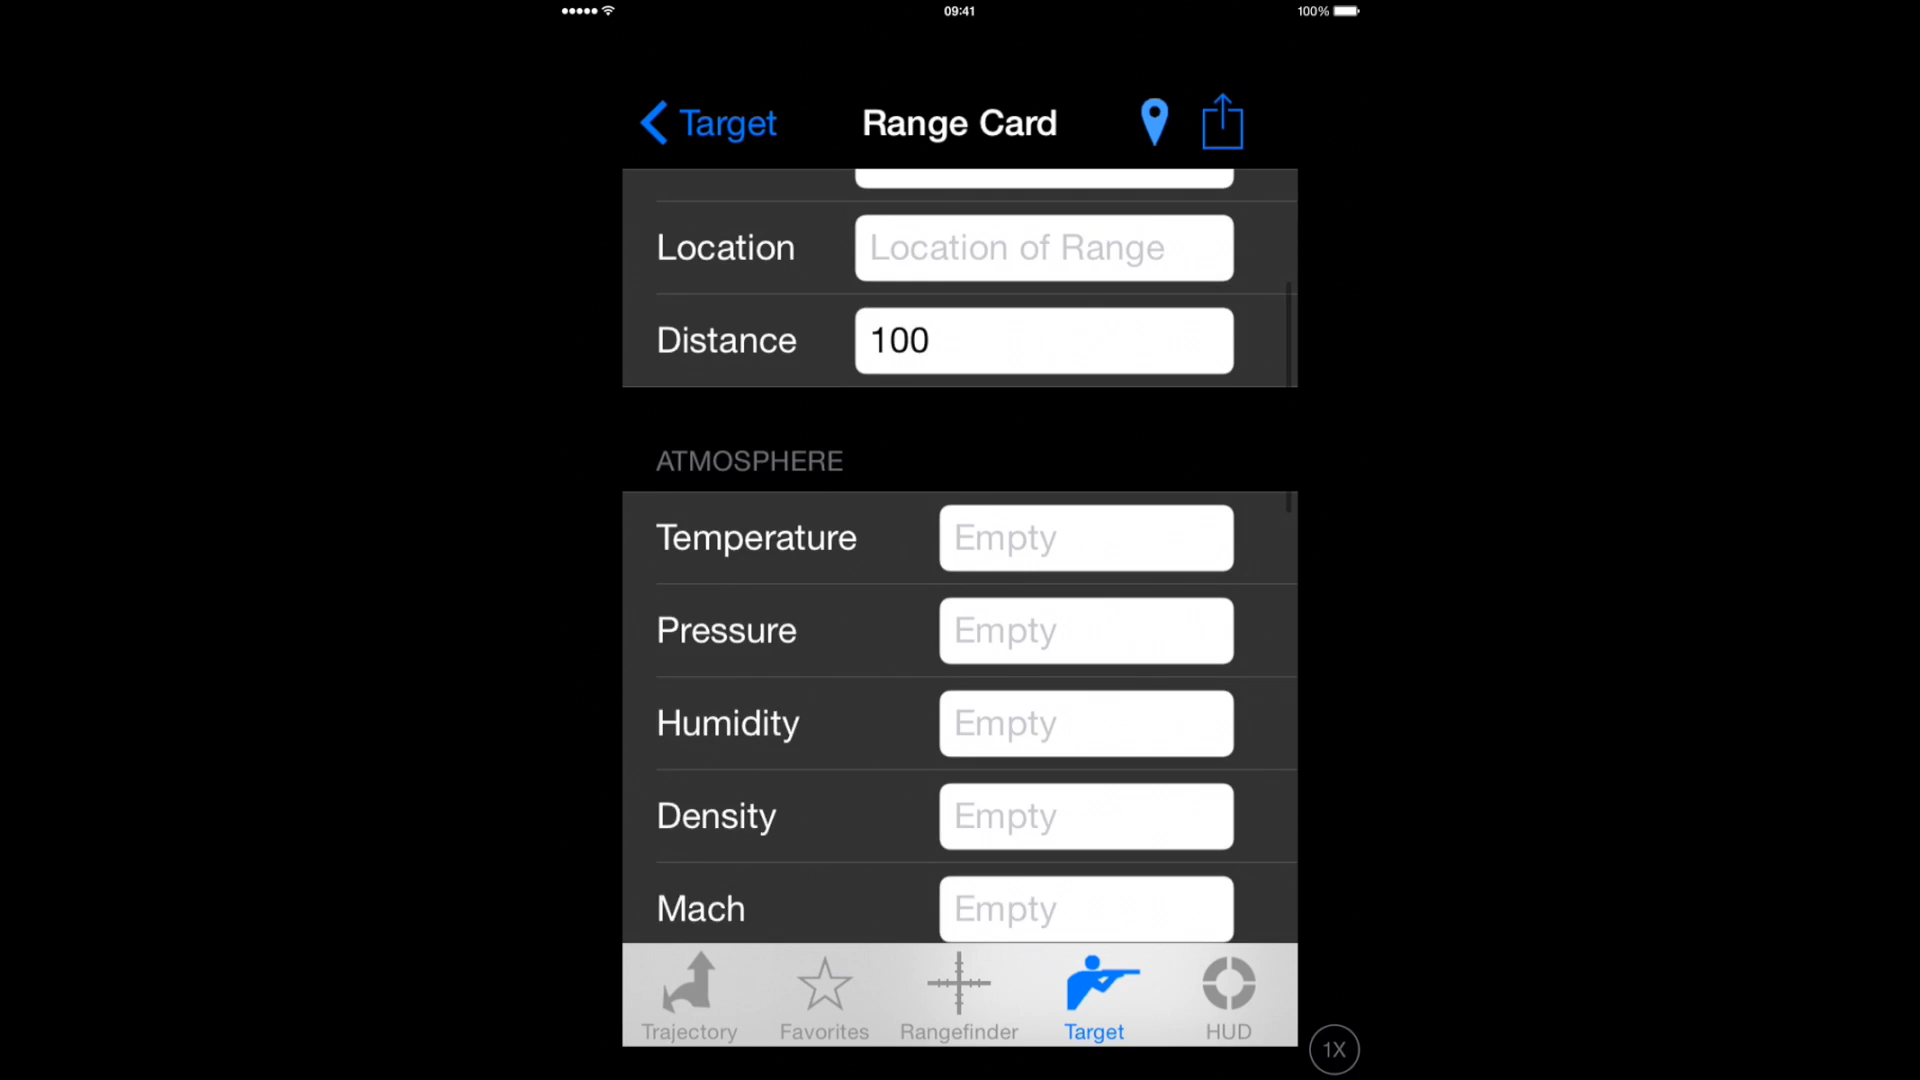 09:41
100%
Target
Range Card
Location
Location of Range
Distance
100
ATMOSPHERE
Temperature
Empty
Pressure
Empty
Humidity
Empty
Density
Empty
Mach
Empty
Trajectory
Favorites
Rangefinder
Target
HUD
1X